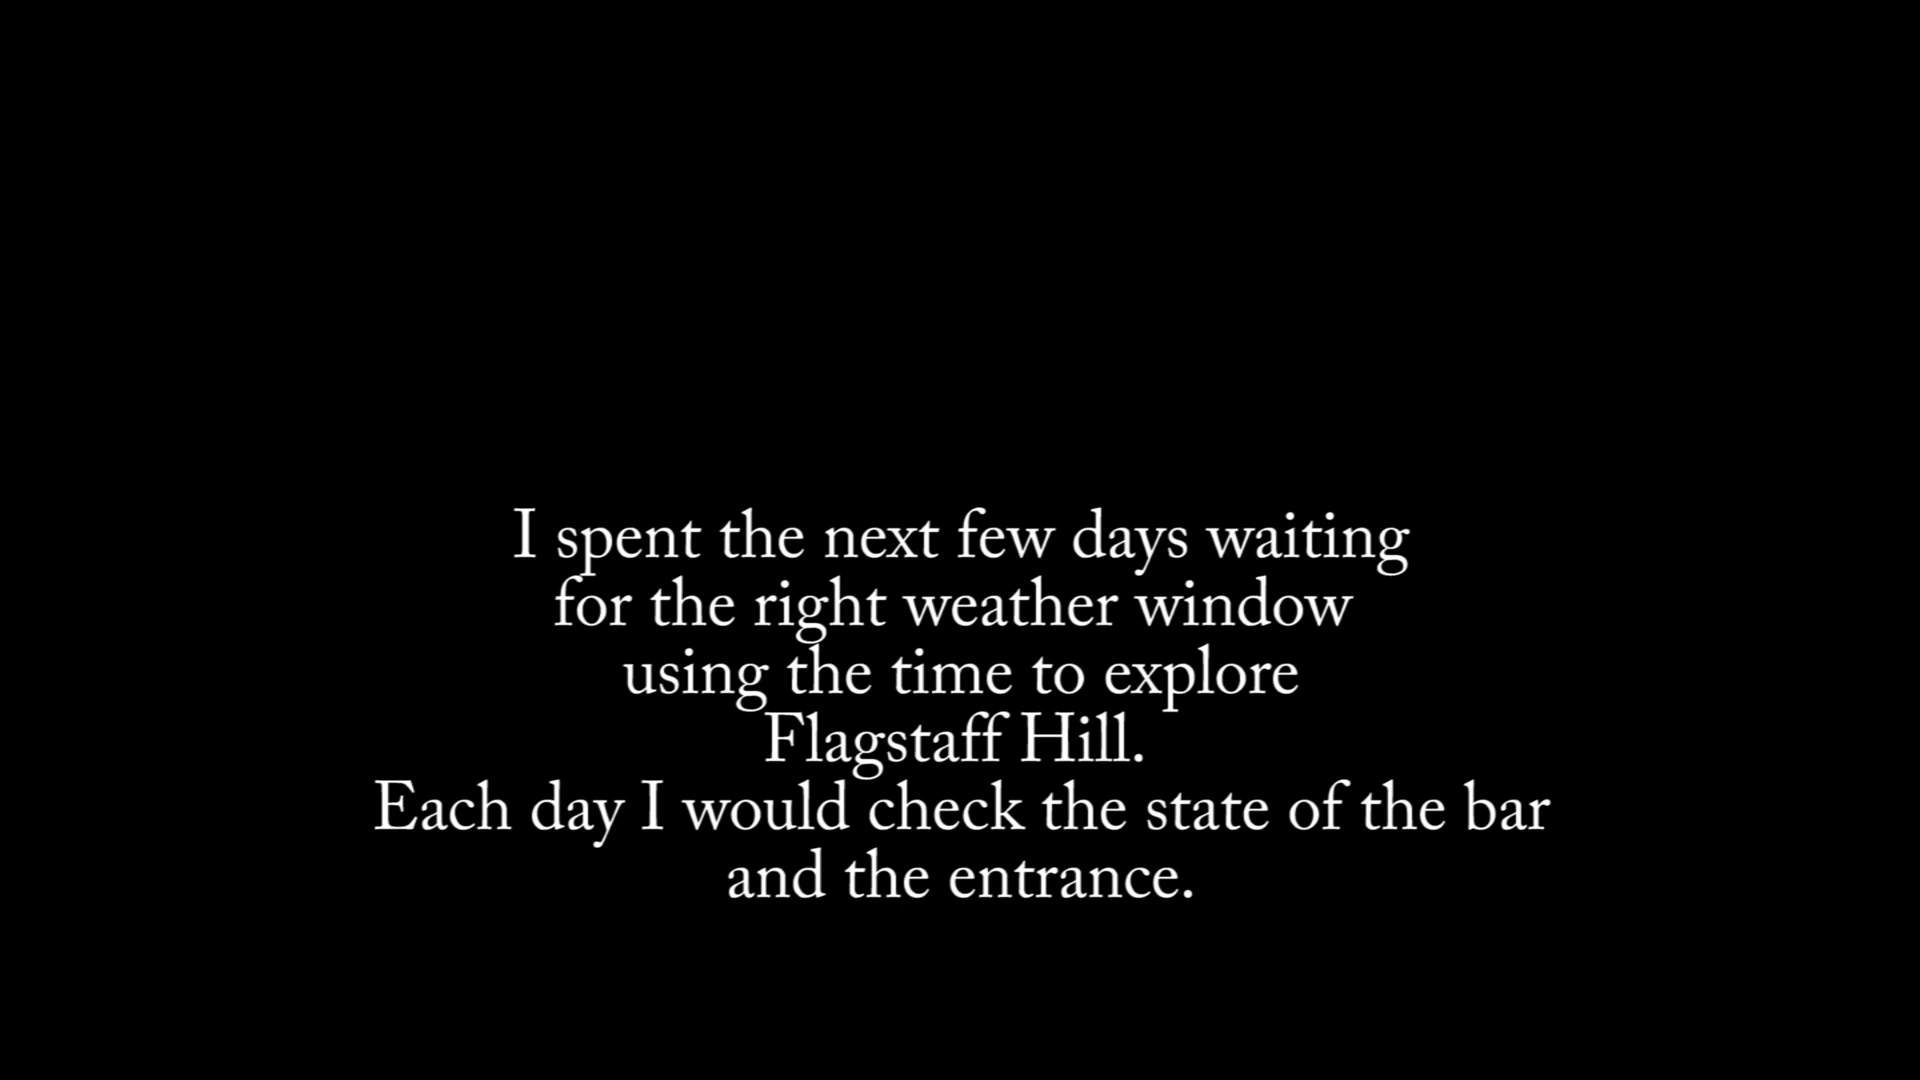 I spent the next few days waiting
for the right weather window
using the time to explore
Flagstaff Hill.
Each day I would check the state of the bar
and the entrance.